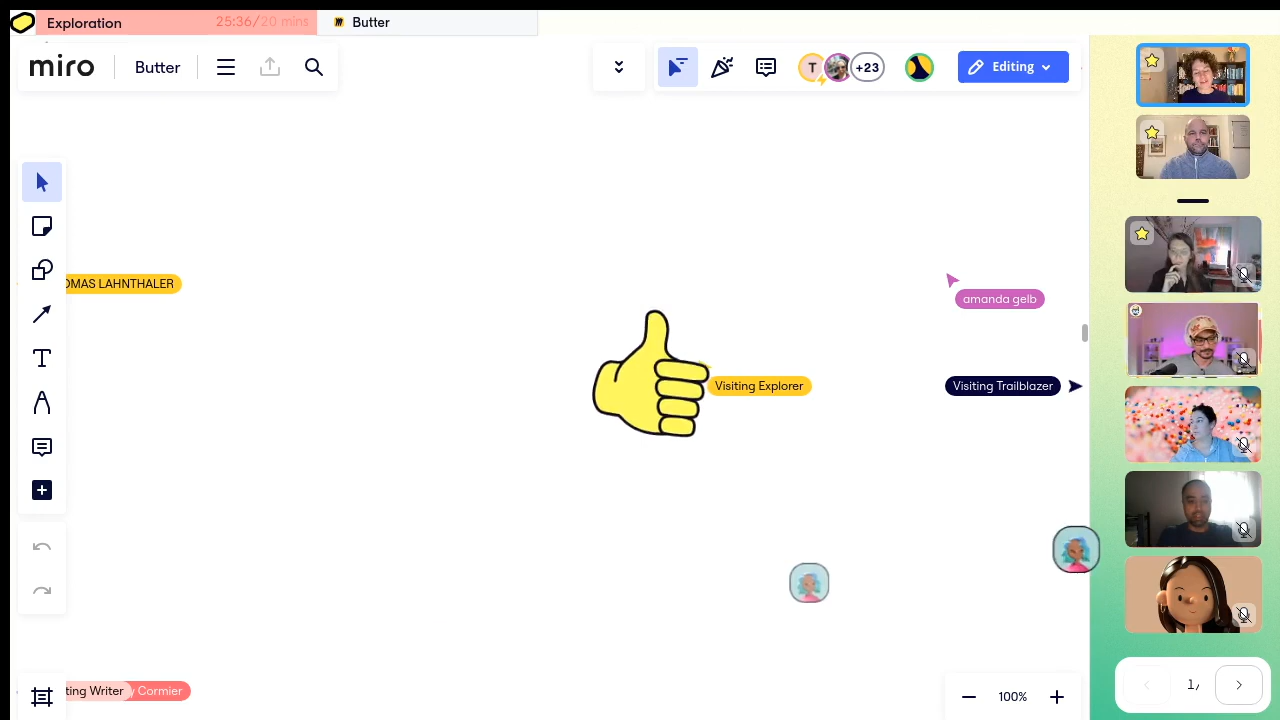 Exploration 25:36/20 mins Butter
miro Butter T +23 Editing
OMAS LAHNTHALER
amanda gelb
Visiting Explorer
Visiting Trailblazer
ting Writer y Cormier
100%
1/